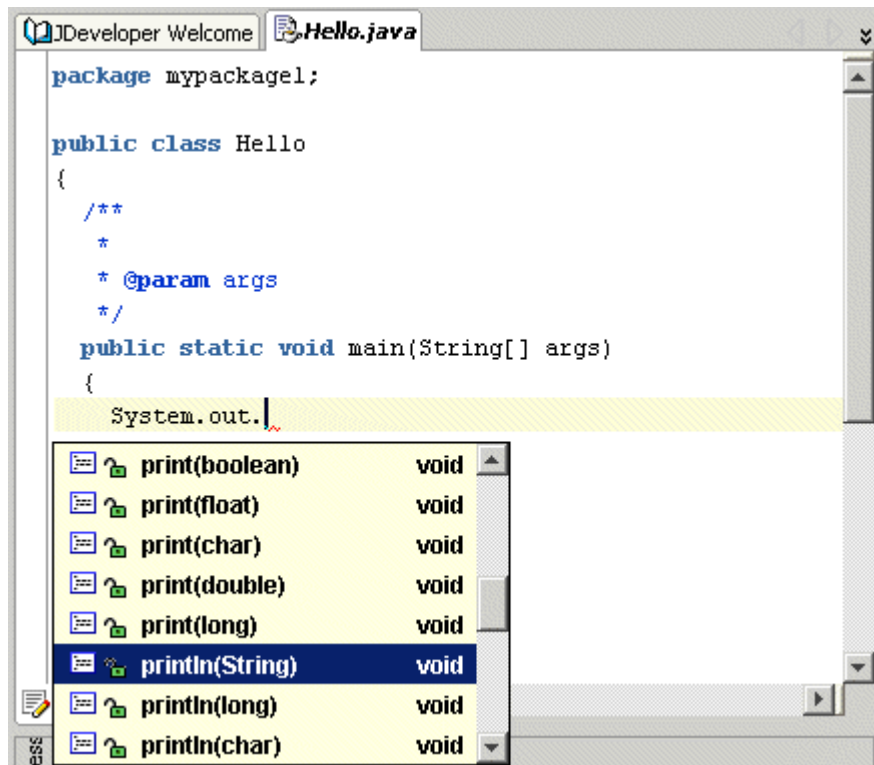 JDeveloper Welcome Hello.java
package mypackage1;
public class Hello
{
/**
*
* @param args
*/
public static void main(String[] args)
{
System.out.
print(boolean) void
print(float) void
print(char) void
print(double) void
print(long) void
println(String) void
println(long) void
println(char) void
ess